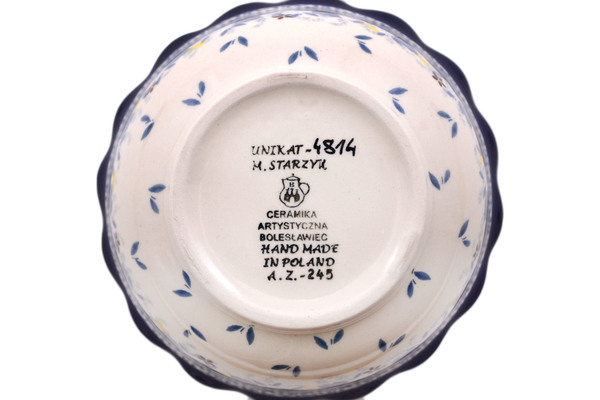 UNIKAT-4814
M. STARZYK
CERAMIKA
ARTYSTYCZNA
BOLESŁAWIEC
HAND MADE
IN POLAND
A.Z.-245